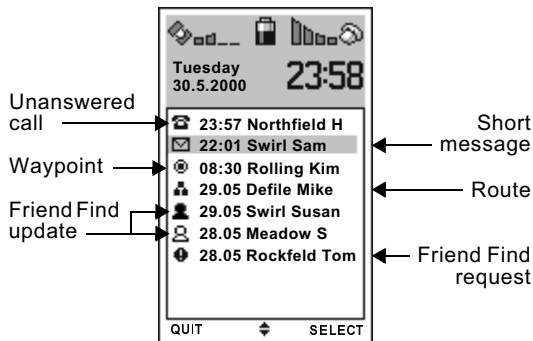 Tuesday
30.5.2000
23:58
Unanswered
call
23:57 Northfield H
22:01 Swirl Sam
Short
message
Waypoint
08:30 Rolling Kim
29.05 Defile Mike
Route
Friend Find
update
29.05 Swirl Susan
28.05 Meadow S
28.05 Rockfeld Tom
Friend Find
request
QUIT
SELECT